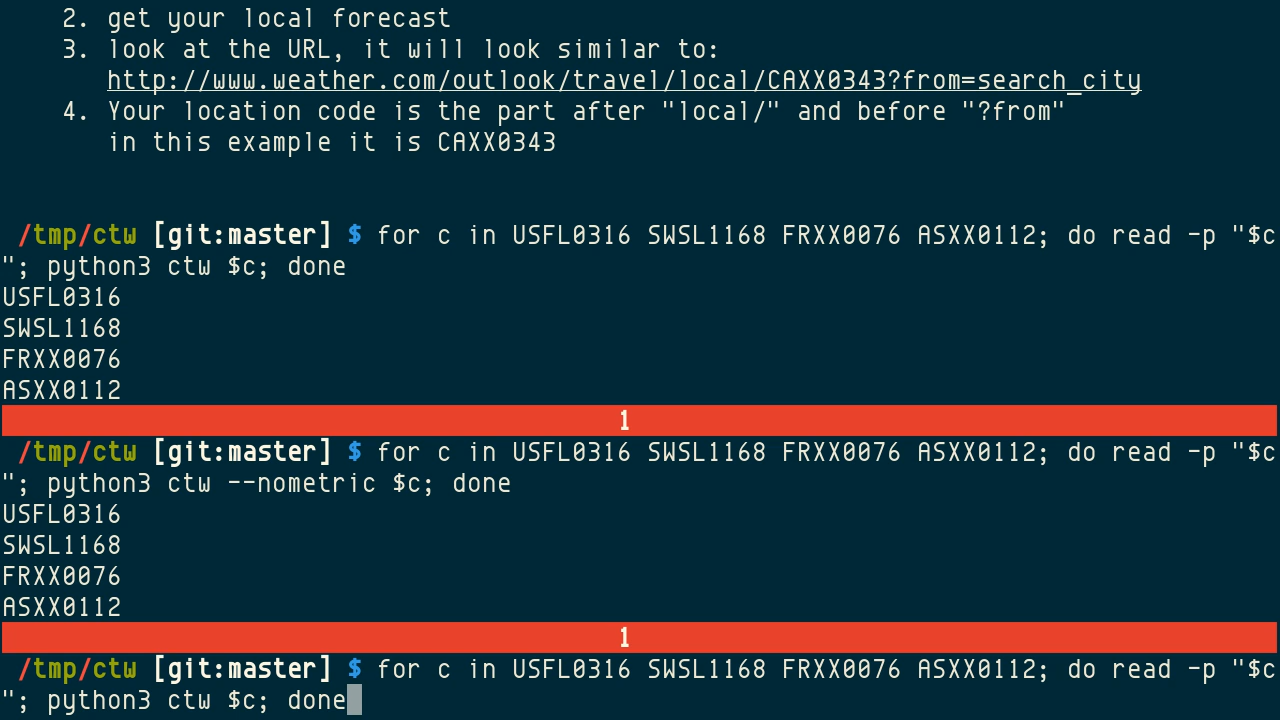 2. get your local forecast
3. look at the URL, it will look similar to:
http://www.weather.com/outlook/travel/local/CAXX0343?from=search_city
4. Your location code is the part after "local/" and before "?from"
in this example it is CAXX0343
/tmp/ctw [git:master] $ for c in USFL0316 SWSL1168 FRXX0076 ASXX0112; do read -p "$c
"; python3 ctw $c; done
USFL0316
SWSL1168
FRXX0076
ASXX0112
1
/tmp/ctw [git:master] $ for c in USFL0316 SWSL1168 FRXX0076 ASXX0112; do read -p "$c
"; python3 ctw --nometric $c; done
USFL0316
SWSL1168
FRXX0076
ASXX0112
1
/tmp/ctw [git:master] $ for c in USFL0316 SWSL1168 FRXX0076 ASXX0112; do read -p "$c
"; python3 ctw $c; done